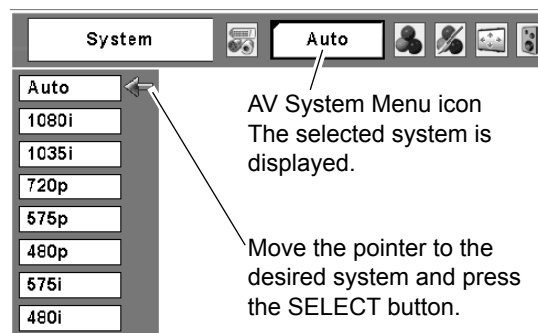 System
Auto
AV System Menu icon
The selected system is
displayed.
Auto
1080i
1035i
720p
575p
480p
575i
480i
Move the pointer to the
desired system and press
the SELECT button.